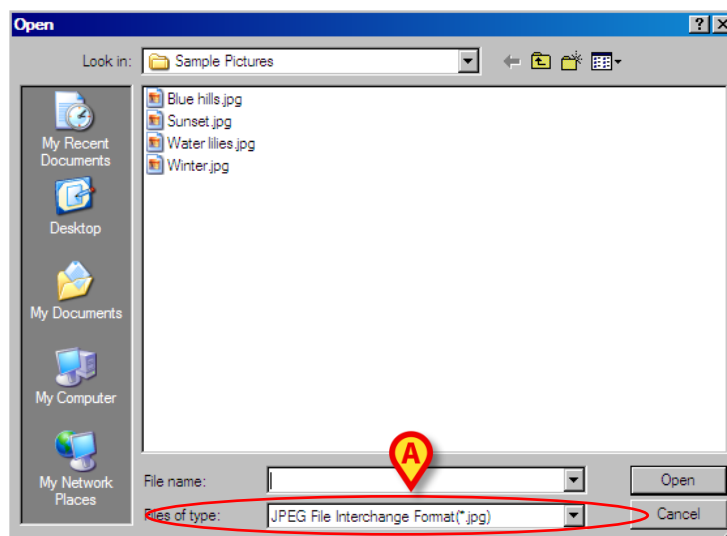 Open
Look in:
Sample Pictures
Blue hills.jpg
Sunset.jpg
Water lilies.jpg
Winter.jpg
My Recent
Documents
Desktop
My Documents
My Computer
My Network
Places
A
File name:
Open
Files of type:
JPEG File Interchange Format(*.jpg)
Cancel